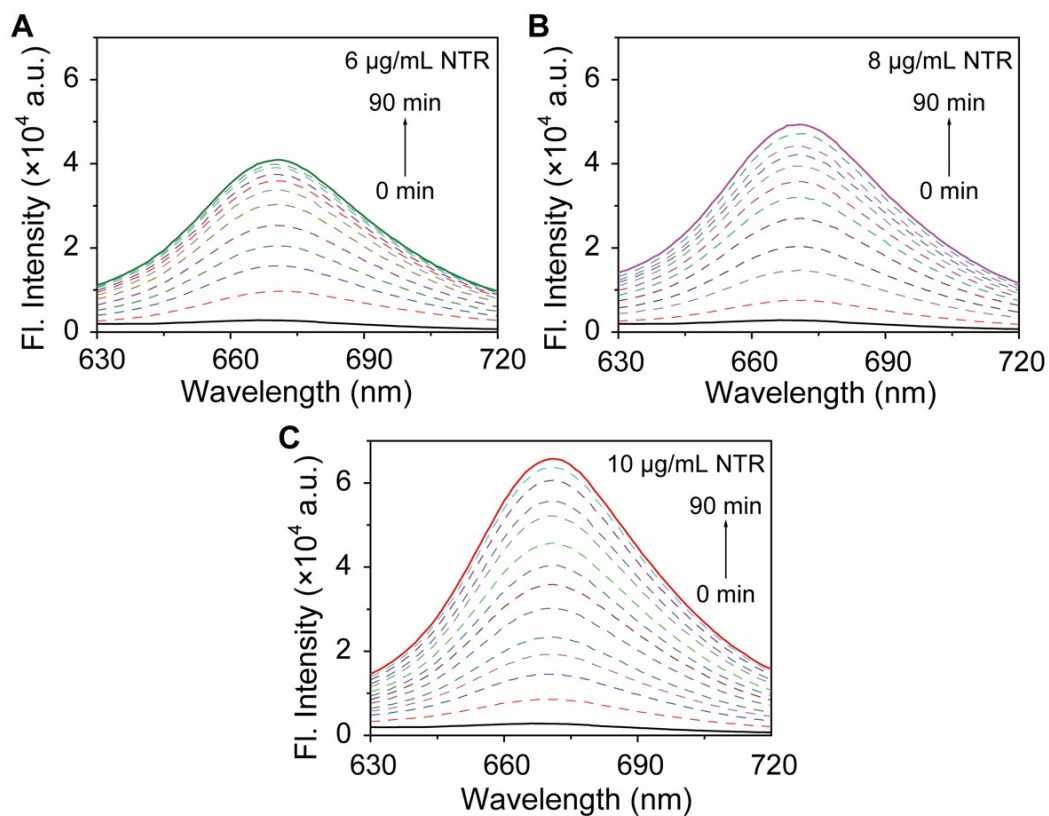 A
6 µg/mL NTR
90 min
0 min
Fl. Intensity (×10⁴ a.u.)
6
4
2
0
630 660 690 720
Wavelength (nm)
B
8 µg/mL NTR
90 min
0 min
Fl. Intensity (×10⁴ a.u.)
6
4
2
0
630 660 690 720
Wavelength (nm)
C
10 µg/mL NTR
90 min
0 min
Fl. Intensity (×10⁴ a.u.)
6
4
2
0
630 660 690 720
Wavelength (nm)